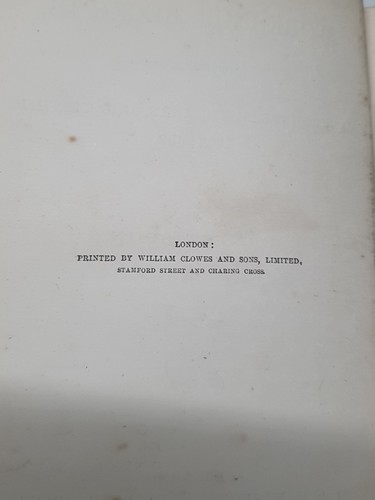 LONDON:
PRINTED BY WILLIAM CLOWES AND SONS, LIMITED,
STAMFORD STREET AND CHARING CROSS.